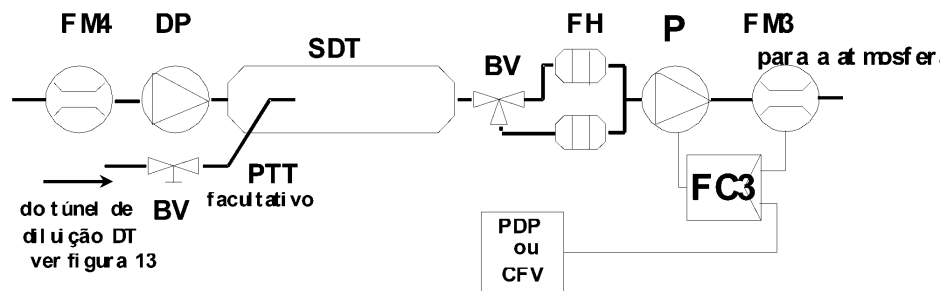 FM4 DP
SDT
BV
FH
P
FM3
para a atmosfera
BV
PTT
facultativo
do túnel de
diluição DT
ver figura 13
FC3
PDP
ou
CFV